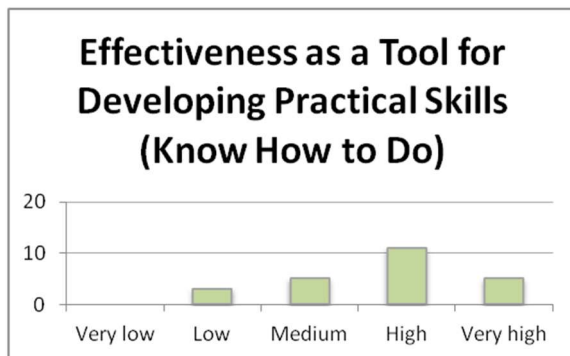 Effectiveness as a Tool for
Developing Practical Skills
(Know How to Do)
20
10
0
Very low Low Medium High Very high